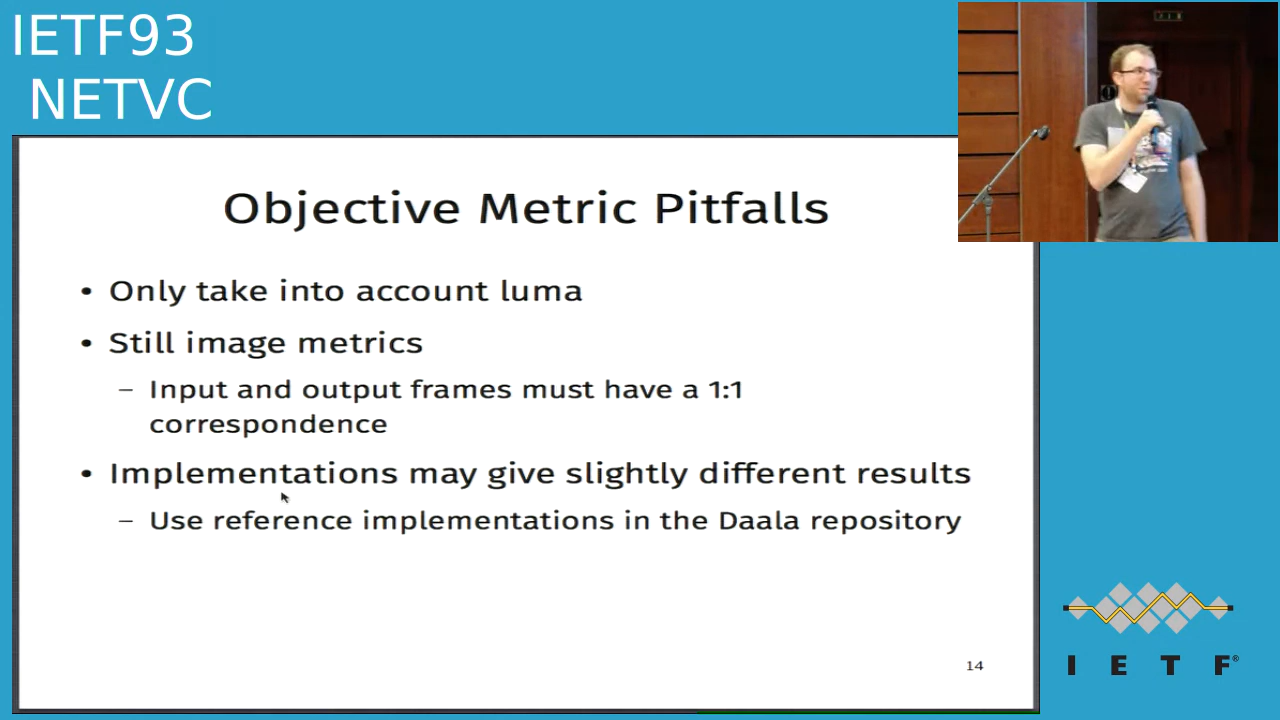 IETF93
NETVC
Objective Metric Pitfalls
• Only take into account luma
• Still image metrics
– Input and output frames must have a 1:1
correspondence
• Implementations may give slightly different results
– Use reference implementations in the Daala repository
14
I E T F®